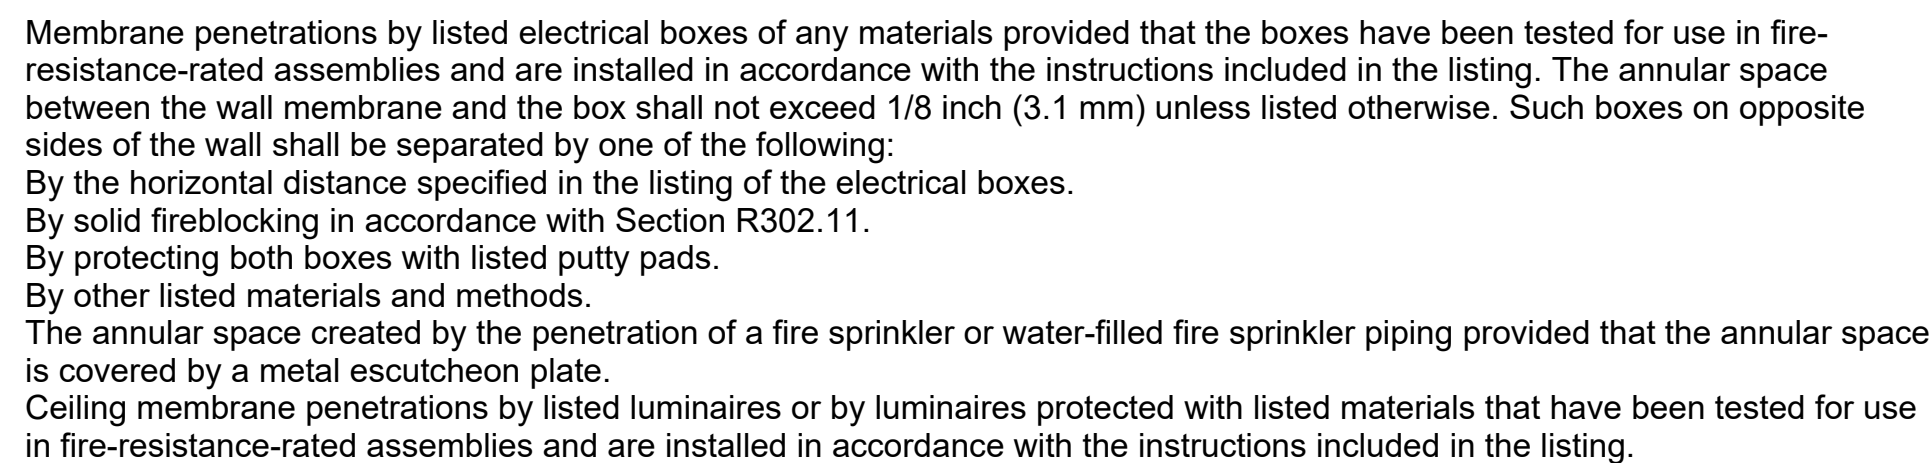 Membrane penetrations by listed electrical boxes of any materials provided that the boxes have been tested for use in fire-
resistance-rated assemblies and are installed in accordance with the instructions included in the listing. The annular space
between the wall membrane and the box shall not exceed 1/8 inch (3.1 mm) unless listed otherwise. Such boxes on opposite
sides of the wall shall be separated by one of the following:
By the horizontal distance specified in the listing of the electrical boxes.
By solid fireblocking in accordance with Section R302.11.
By protecting both boxes with listed putty pads.
By other listed materials and methods.
The annular space created by the penetration of a fire sprinkler or water-filled fire sprinkler piping provided that the annular space
is covered by a metal escutcheon plate.
Ceiling membrane penetrations by listed luminaires or by luminaires protected with listed materials that have been tested for use
in fire-resistance-rated assemblies and are installed in accordance with the instructions included in the listing.